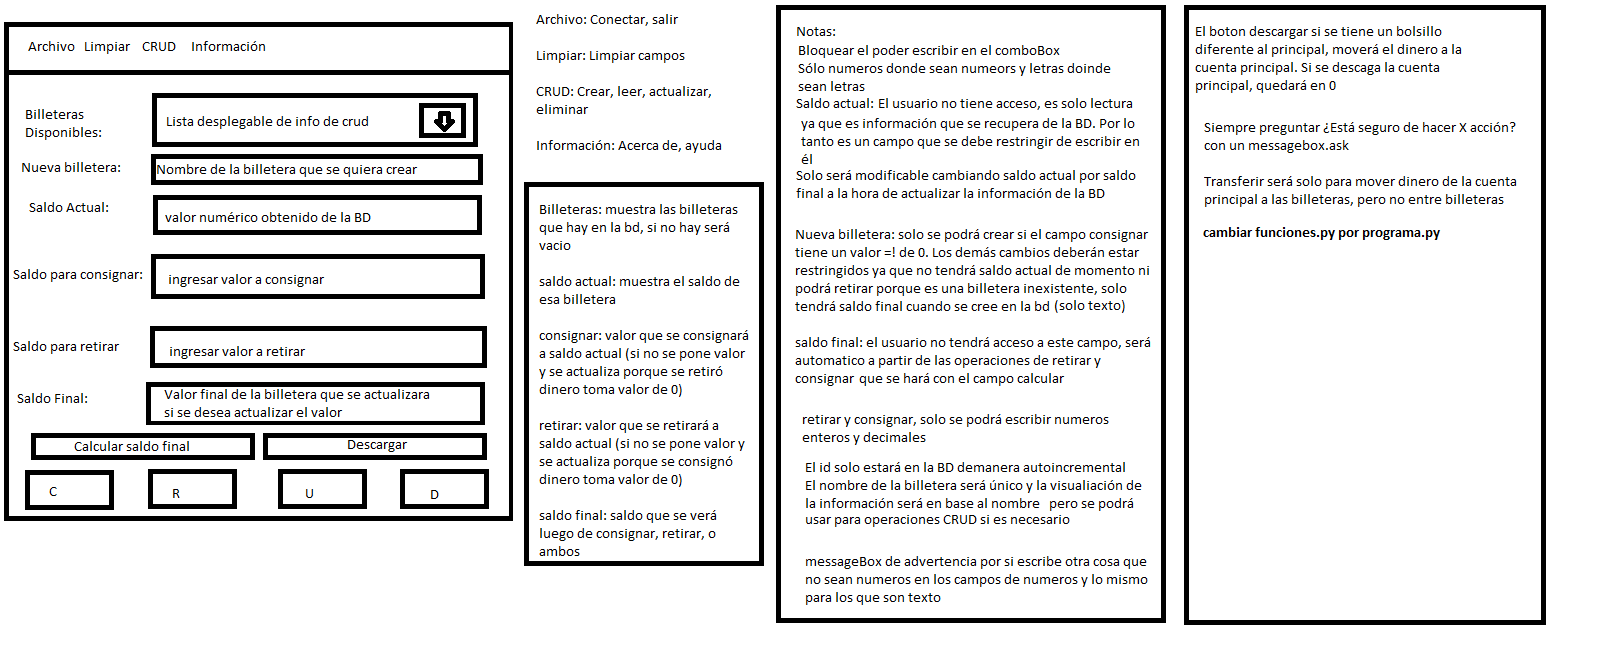 Archivo Limpiar CRUD Información
Billeteras
Disponibles:
Lista desplegable de info de crud
Nueva billetera:
Nombre de la billetera que se quiera crear
Saldo Actual:
valor numérico obtenido de la BD
Saldo para consignar:
ingresar valor a consignar
Saldo para retirar
ingresar valor a retirar
Saldo Final:
Valor final de la billetera que se actualizara
si se desea actualizar el valor
Calcular saldo final
Descargar
C
R
U
D
Archivo: Conectar, salir
Limpiar: Limpiar campos
CRUD: Crear, leer, actualizar,
eliminar
Información: Acerca de, ayuda
Billeteras: muestra las billeteras
que hay en la bd, si no hay será
vacio
saldo actual: muestra el saldo de
esa billetera
consignar: valor que se consignará
a saldo actual (si no se pone valor
y se actualiza porque se retiró
dinero toma valor de 0)
retirar: valor que se retirará a
saldo actual (si no se pone valor y
se actualiza porque se consignó
dinero toma valor de 0)
saldo final: saldo que se verá
luego de consignar, retirar, o
ambos
Notas:
Bloquear el poder escribir en el comboBox
Sólo numeros donde sean numeors y letras doinde
sean letras
Saldo actual: El usuario no tiene acceso, es solo lectura
ya que es información que se recupera de la BD. Por lo
tanto es un campo que se debe restringir de escribir en
él
Solo será modificable cambiando saldo actual por saldo
final a la hora de actualizar la información de la BD
Nueva billetera: solo se podrá crear si el campo consignar
tiene un valor =! de 0. Los demás cambios deberán estar
restringidos ya que no tendrá saldo actual de momento ni
podrá retirar porque es una billetera inexistente, solo
tendrá saldo final cuando se cree en la bd (solo texto)
saldo final: el usuario no tendrá acceso a este campo, será
automatico a partir de las operaciones de retirar y
consignar que se hará con el campo calcular
retirar y consignar, solo se podrá escribir numeros
enteros y decimales
El id solo estará en la BD demanera autoincremental
El nombre de la billetera será único y la visualiación de
la información será en base al nombre pero se podrá
usar para operaciones CRUD si es necesario
messageBox de advertencia por si escribe otra cosa que
no sean numeros en los campos de numeros y lo mismo
para los que son texto
El boton descargar si se tiene un bolsillo
diferente al principal, moverá el dinero a la
cuenta principal. Si se descaga la cuenta
principal, quedará en 0
Siempre preguntar ¿Está seguro de hacer X acción?
con un messagebox.ask
Transferir será solo para mover dinero de la cuenta
principal a las billeteras, pero no entre billeteras
cambiar funciones.py por programa.py